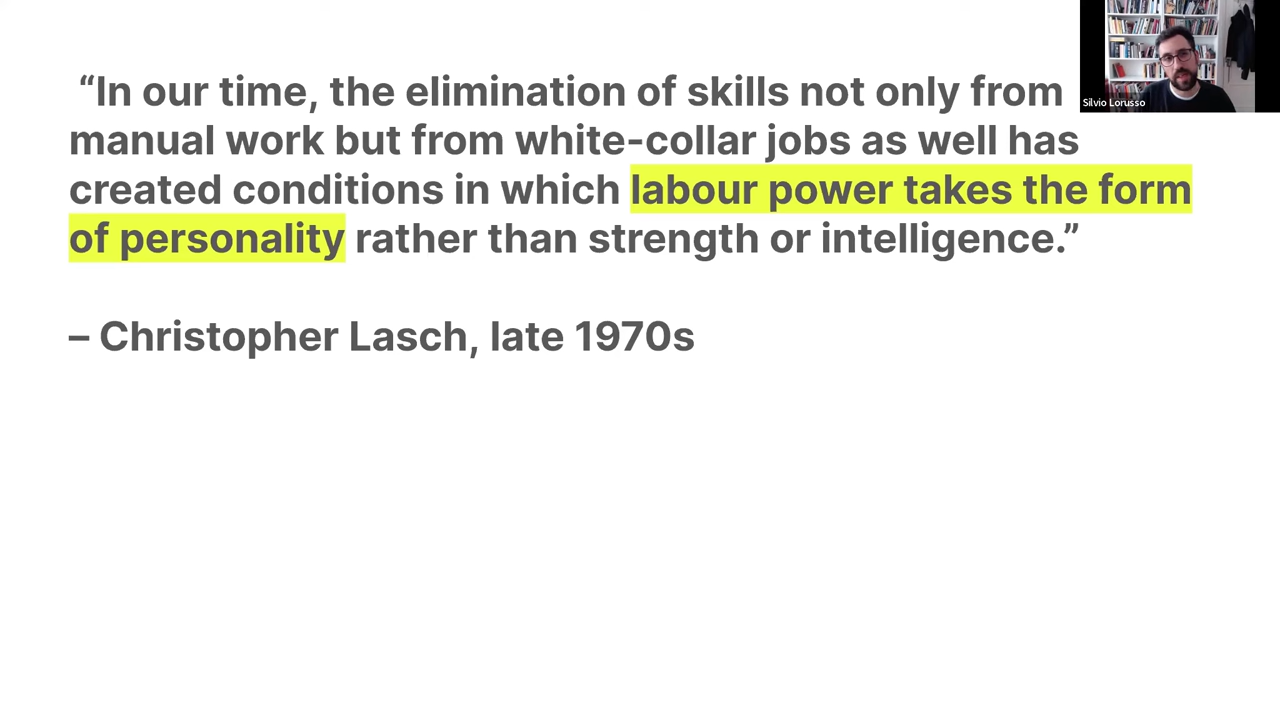 “In our time, the elimination of skills not only from
manual work but from white-collar jobs as well has
created conditions in which labour power takes the form
of personality rather than strength or intelligence.”
– Christopher Lasch, late 1970s
Silvio Lorusso